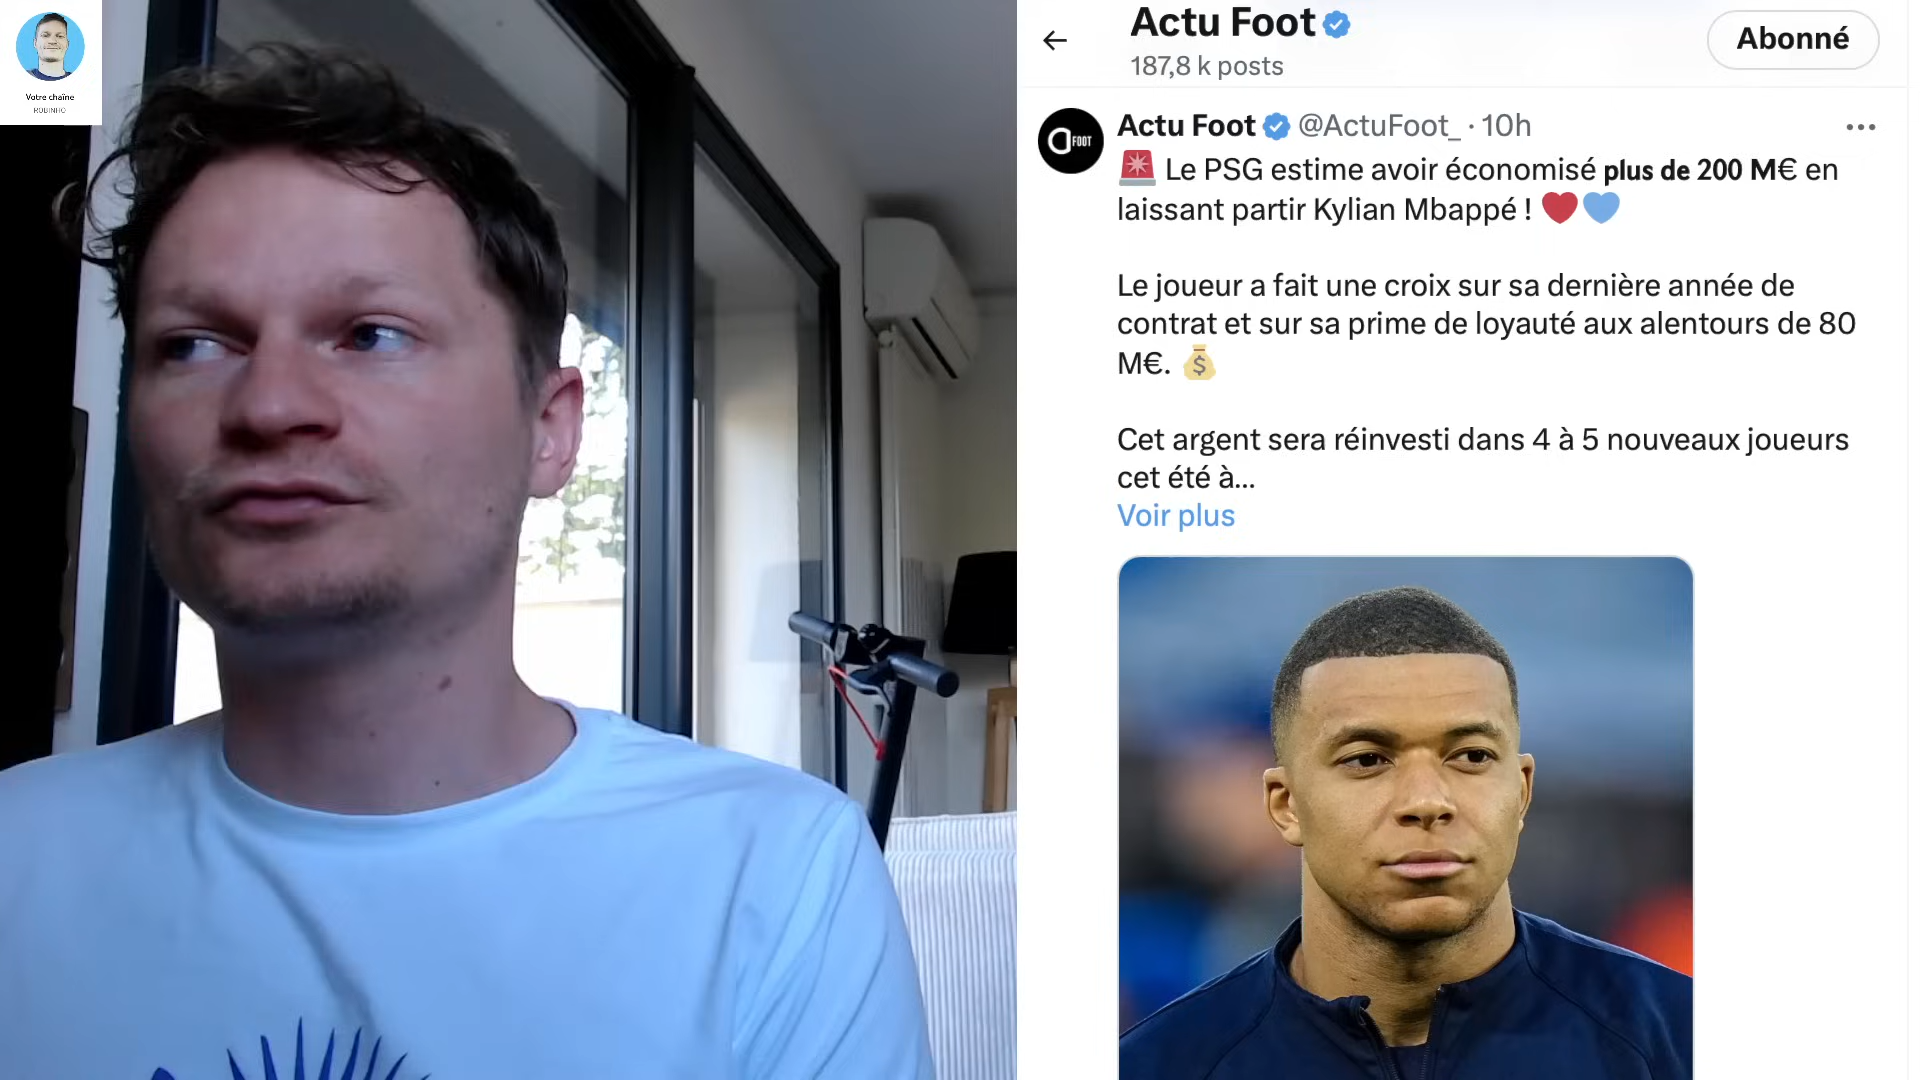 Votre chaîne
ROBINHO
Actu Foot
187,8 k posts
Abonné
FOOT
Actu Foot @ActuFoot_ · 10h
🚨 Le PSG estime avoir économisé plus de 200 M€ en
laissant partir Kylian Mbappé ! ❤️💙
Le joueur a fait une croix sur sa dernière année de
contrat et sur sa prime de loyauté aux alentours de 80
M€. 💰
Cet argent sera réinvesti dans 4 à 5 nouveaux joueurs
cet été à...
Voir plus